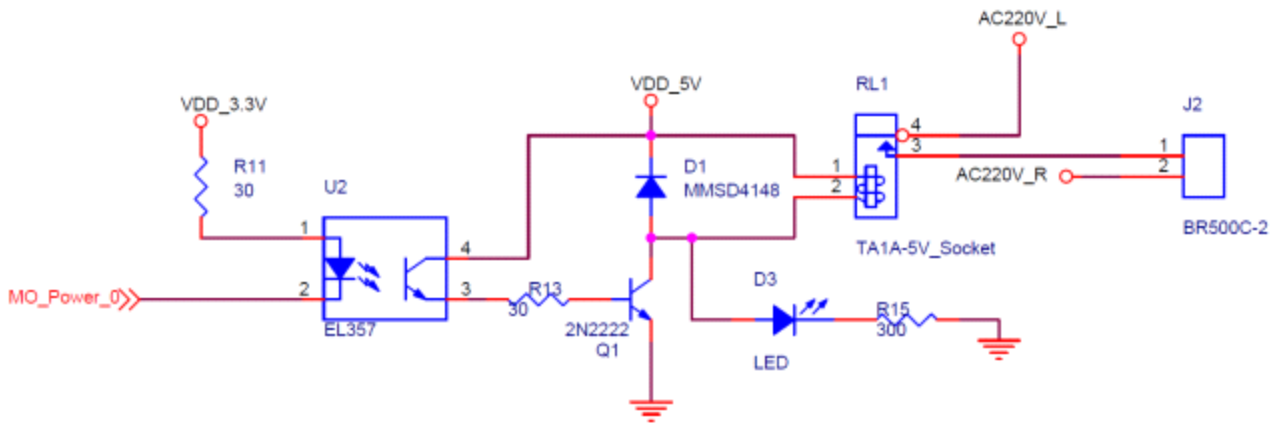 AC220V_L
VDD_5V
RL1
VDD_3.3V
J2
4
R11
30
D1
MMSD4148
3
1
U2
1
2
AC220V_R
2
1
4
BR500C-2
TA1A-5V_Socket
MO_Power_0
2
3
R13
30
D3
R15
300
EL357
2N2222
Q1
LED